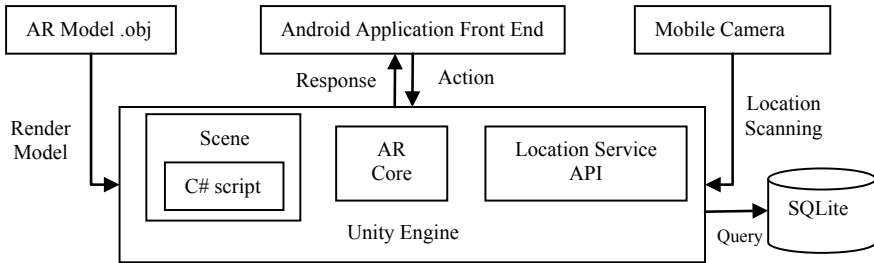 AR Model .obj
Android Application Front End
Mobile Camera
Response
Action
Render
Model
Location
Scanning
Scene
C# script
AR
Core
Location Service
API
Unity Engine
SQLite
Query